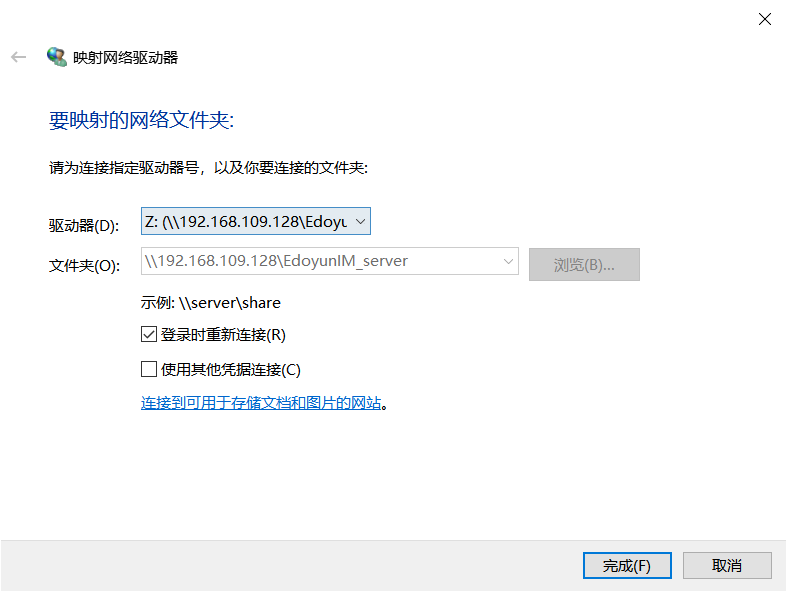 映射网络驱动器
要映射的网络文件夹:
请为连接指定驱动器号，以及你要连接的文件夹:
驱动器(D): Z: (\\192.168.109.128\Edoyu
文件夹(O): \\192.168.109.128\EdoyunIM_server 浏览(B)...
示例: \\server\share
登录时重新连接(R)
使用其他凭据连接(C)
连接到可用于存储文档和图片的网站。
完成(F) 取消